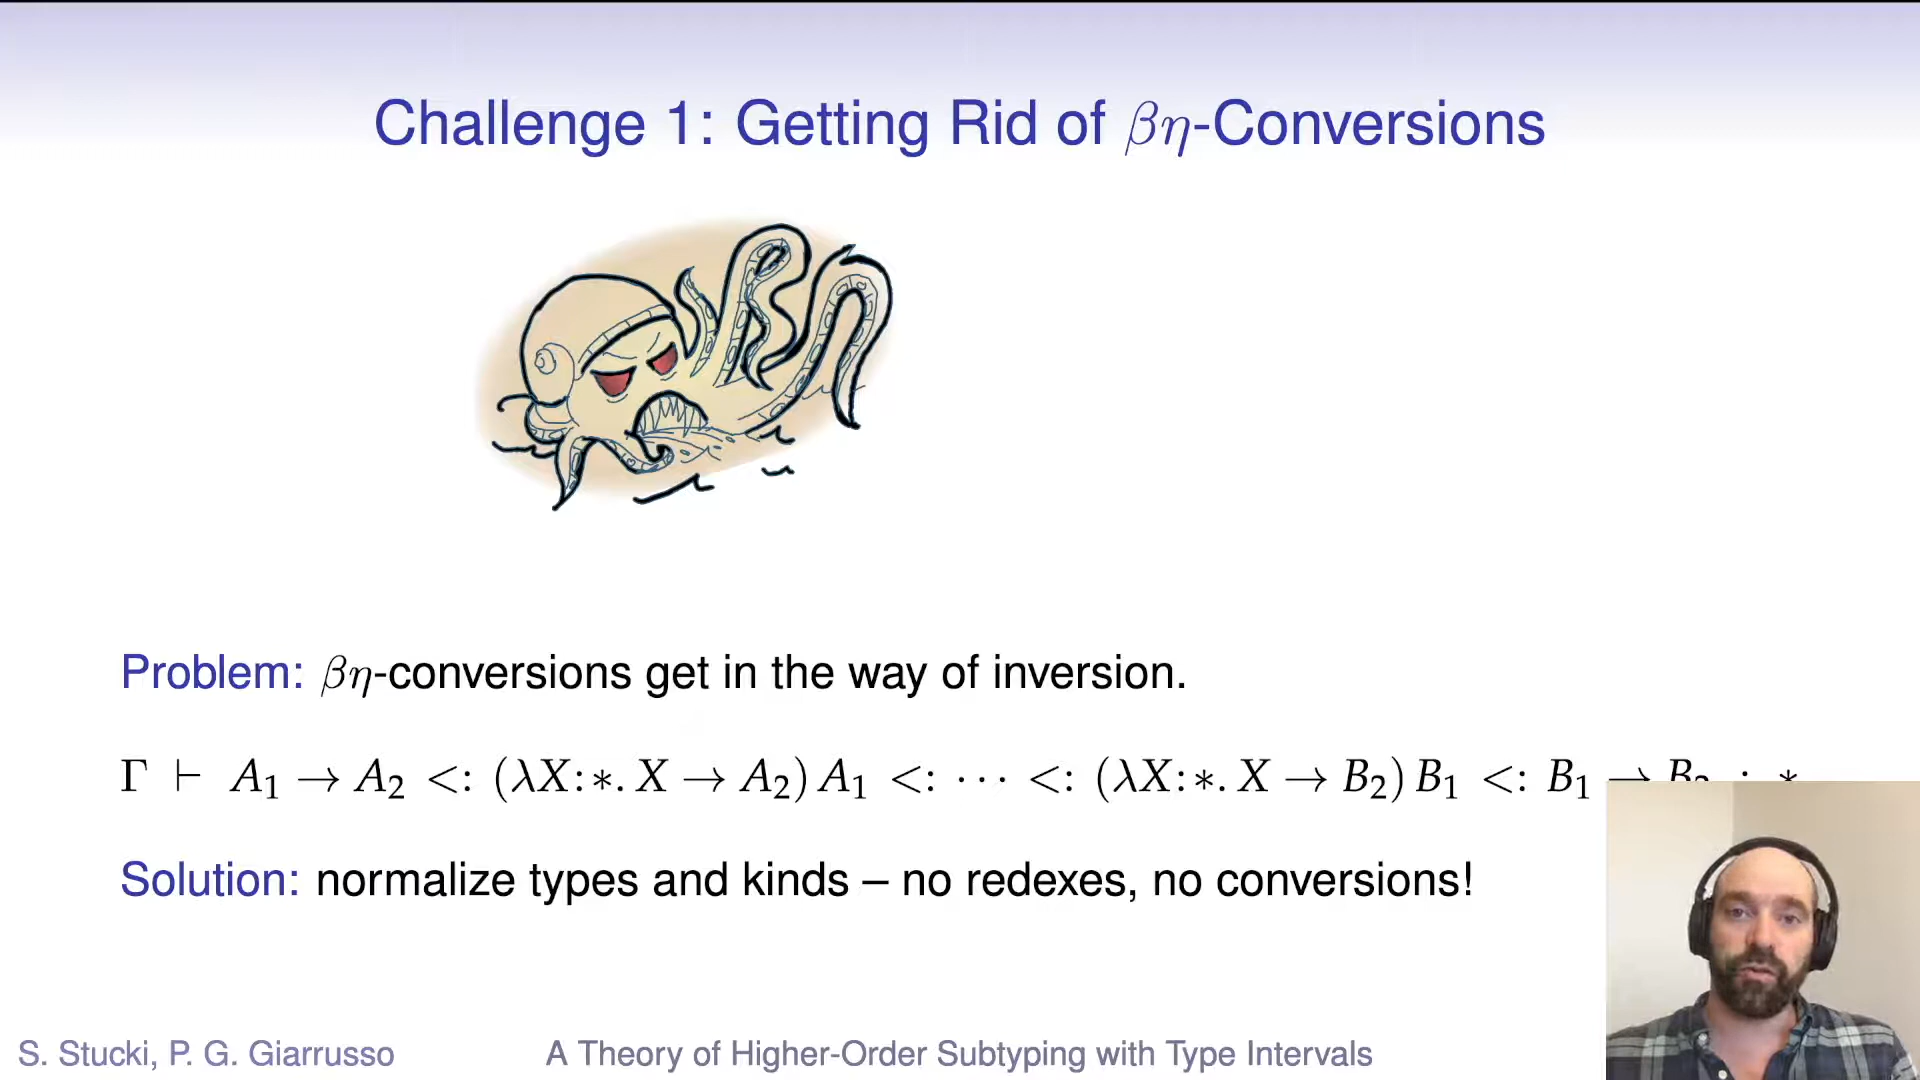 Challenge 1: Getting Rid of βη-Conversions
Problem: βη-conversions get in the way of inversion.
Γ ⊢ A₁ → A₂ <: (λX:∗. X → A₂) A₁ <: ⋯ <: (λX:∗. X → B₂) B₁ <: B₁ → B₂ : ∗
Solution: normalize types and kinds – no redexes, no conversions!
S. Stucki, P. G. Giarrusso
A Theory of Higher-Order Subtyping with Type Intervals